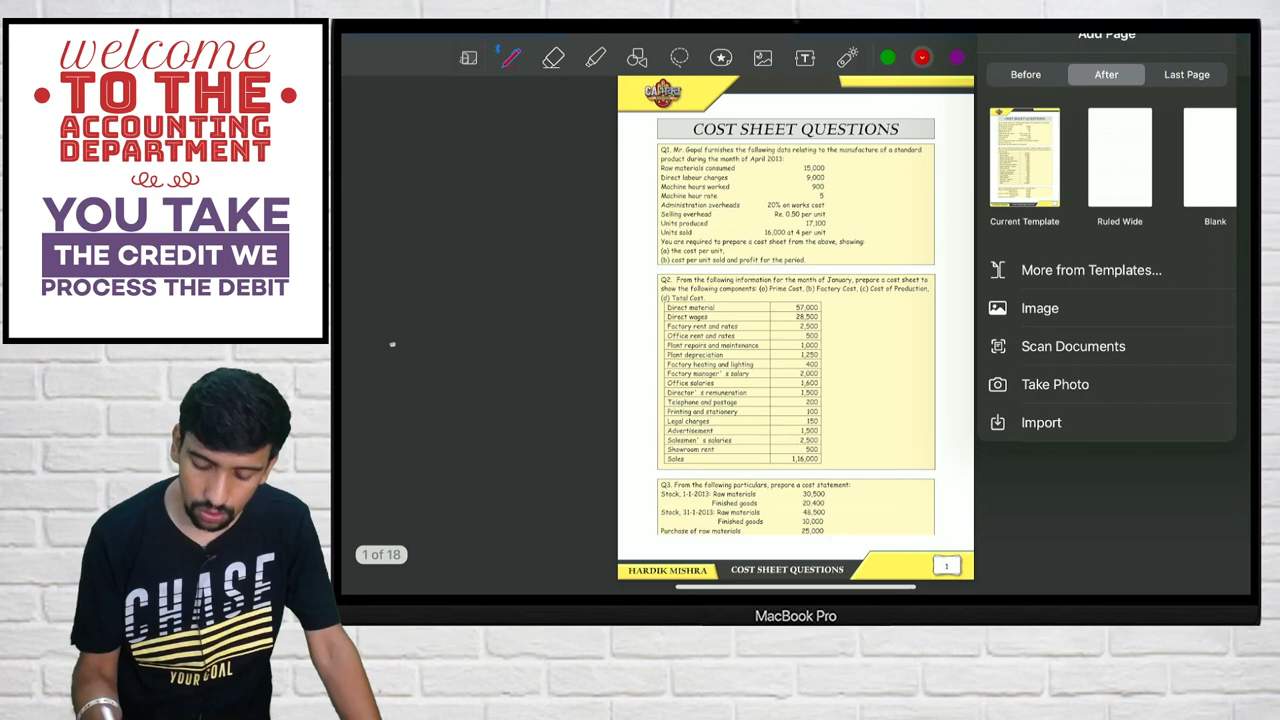 welcome
TO THE
ACCOUNTING
DEPARTMENT
YOU TAKE
THE CREDIT WE
PROCESS THE DEBIT
CHASE
YOUR GOAL
Add Page
Before After Last Page
Current Template Ruled Wide Blank
More from Templates...
Image
Scan Documents
Take Photo
Import
1 of 18
COST SHEET QUESTIONS
Q1. Mr. Gopal furnishes the following data relating to the manufacture of a standard
product during the month of April 2013:
Raw materials consumed 15,000
Direct labour charges 9,000
Machine hours worked 900
Machine hour rate 5
Administration overheads 20% on works cost
Selling overhead Re. 0.50 per unit
Units produced 17,100
Units sold 16,000 at 4 per unit
You are required to prepare a cost sheet from the above, showing:
(a) the cost per unit,
(b) cost per unit sold and profit for the period.
Q2. From the following information for the month of January, prepare a cost sheet to
show the following components: (a) Prime Cost, (b) Factory Cost, (c) Cost of Production,
(d) Total Cost.
Direct material 57,000
Direct wages 28,500
Factory rent and rates 2,500
Office rent and rates 500
Plant repairs and maintenance 1,000
Plant depreciation 1,250
Factory heating and lighting 400
Factory manager's salary 2,000
Office salaries 1,600
Director's remuneration 1,500
Telephone and postage 200
Printing and stationery 100
Legal charges 150
Advertisement 1,500
Salesmen's salaries 2,500
Showroom rent 500
Sales 1,16,000
Q3. From the following particulars, prepare a cost statement:
Stock, 1-1-2013: Raw materials 30,500
Finished goods 20,400
Stock, 31-1-2013: Raw materials 48,500
Finished goods 10,000
Purchase of raw materials 25,000
HARDIK MISHRA COST SHEET QUESTIONS 1
MacBook Pro